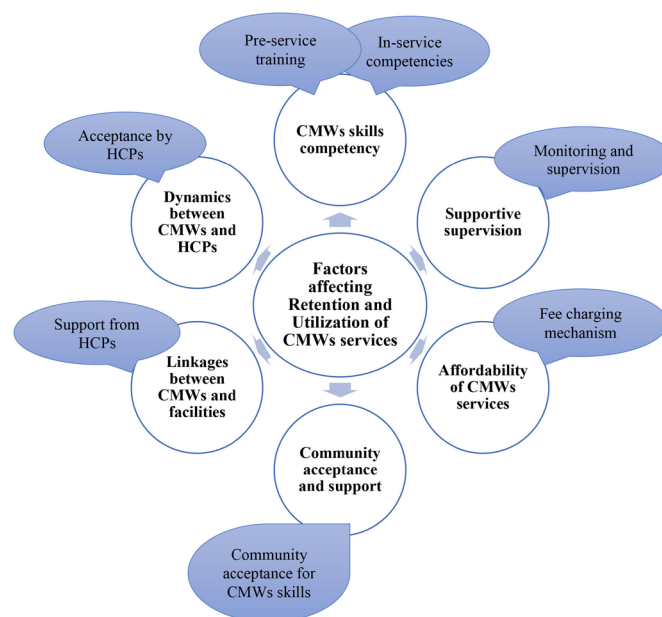 Pre-service
training
In-service
competencies
CMWs skills
competency
Acceptance by
HCPs
Dynamics
between
CMWs and
HCPs
Monitoring and
supervision
Supportive
supervision
Factors
affecting
Retention and
Utilization of
CMWs services
Support from
HCPs
Linkages
between
CMWs and
facilities
Fee charging
mechanism
Affordability
of CMWs
services
Community
acceptance
and support
Community
acceptance for
CMWs skills